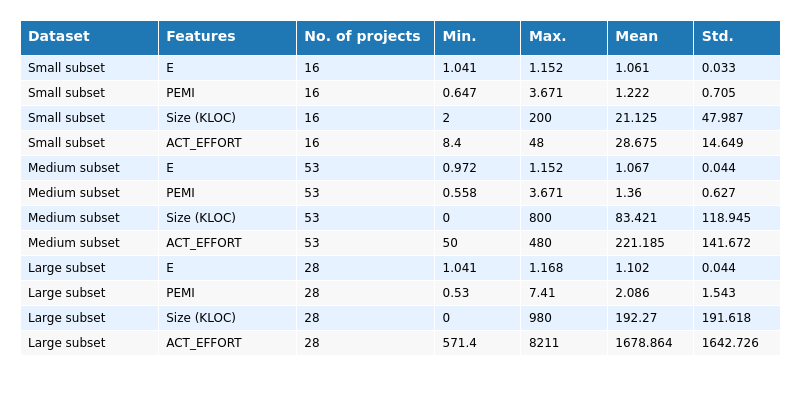 Dataset Features No. of projects Min. Max. Mean Std.
Small subset E 16 1.041 1.152 1.061 0.033
Small subset PEMI 16 0.647 3.671 1.222 0.705
Small subset Size (KLOC) 16 2 200 21.125 47.987
Small subset ACT_EFFORT 16 8.4 48 28.675 14.649
Medium subset E 53 0.972 1.152 1.067 0.044
Medium subset PEMI 53 0.558 3.671 1.36 0.627
Medium subset Size (KLOC) 53 0 800 83.421 118.945
Medium subset ACT_EFFORT 53 50 480 221.185 141.672
Large subset E 28 1.041 1.168 1.102 0.044
Large subset PEMI 28 0.53 7.41 2.086 1.543
Large subset Size (KLOC) 28 0 980 192.27 191.618
Large subset ACT_EFFORT 28 571.4 8211 1678.864 1642.726